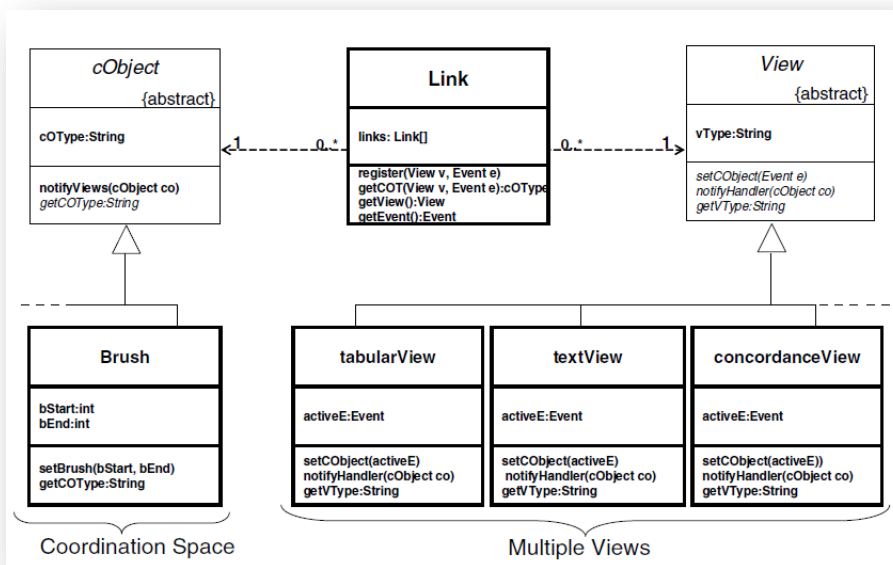 cObject
{abstract}
cOType:String
notifyViews(cObject co)
getCOType:String
1
0..*
Link
links: Link[]
register(View v, Event e)
getCOT(View v, Event e):cOType
getView():View
getEvent():Event
0..*
1
View
{abstract}
vType:String
setCObject(Event e)
notifyHandler(cObject co)
getVType:String
Brush
bStart:int
bEnd:int
setBrush(bStart, bEnd)
getCOType:String
tabularView
activeE:Event
setCObject(activeE)
notifyHandler(cObject co)
getVType:String
textView
activeE:Event
setCObject(activeE)
notifyHandler(cObject co)
getVType:String
concordanceView
activeE:Event
setCObject(activeE))
notifyHandler(cObject co)
getVType:String
Coordination Space
Multiple Views